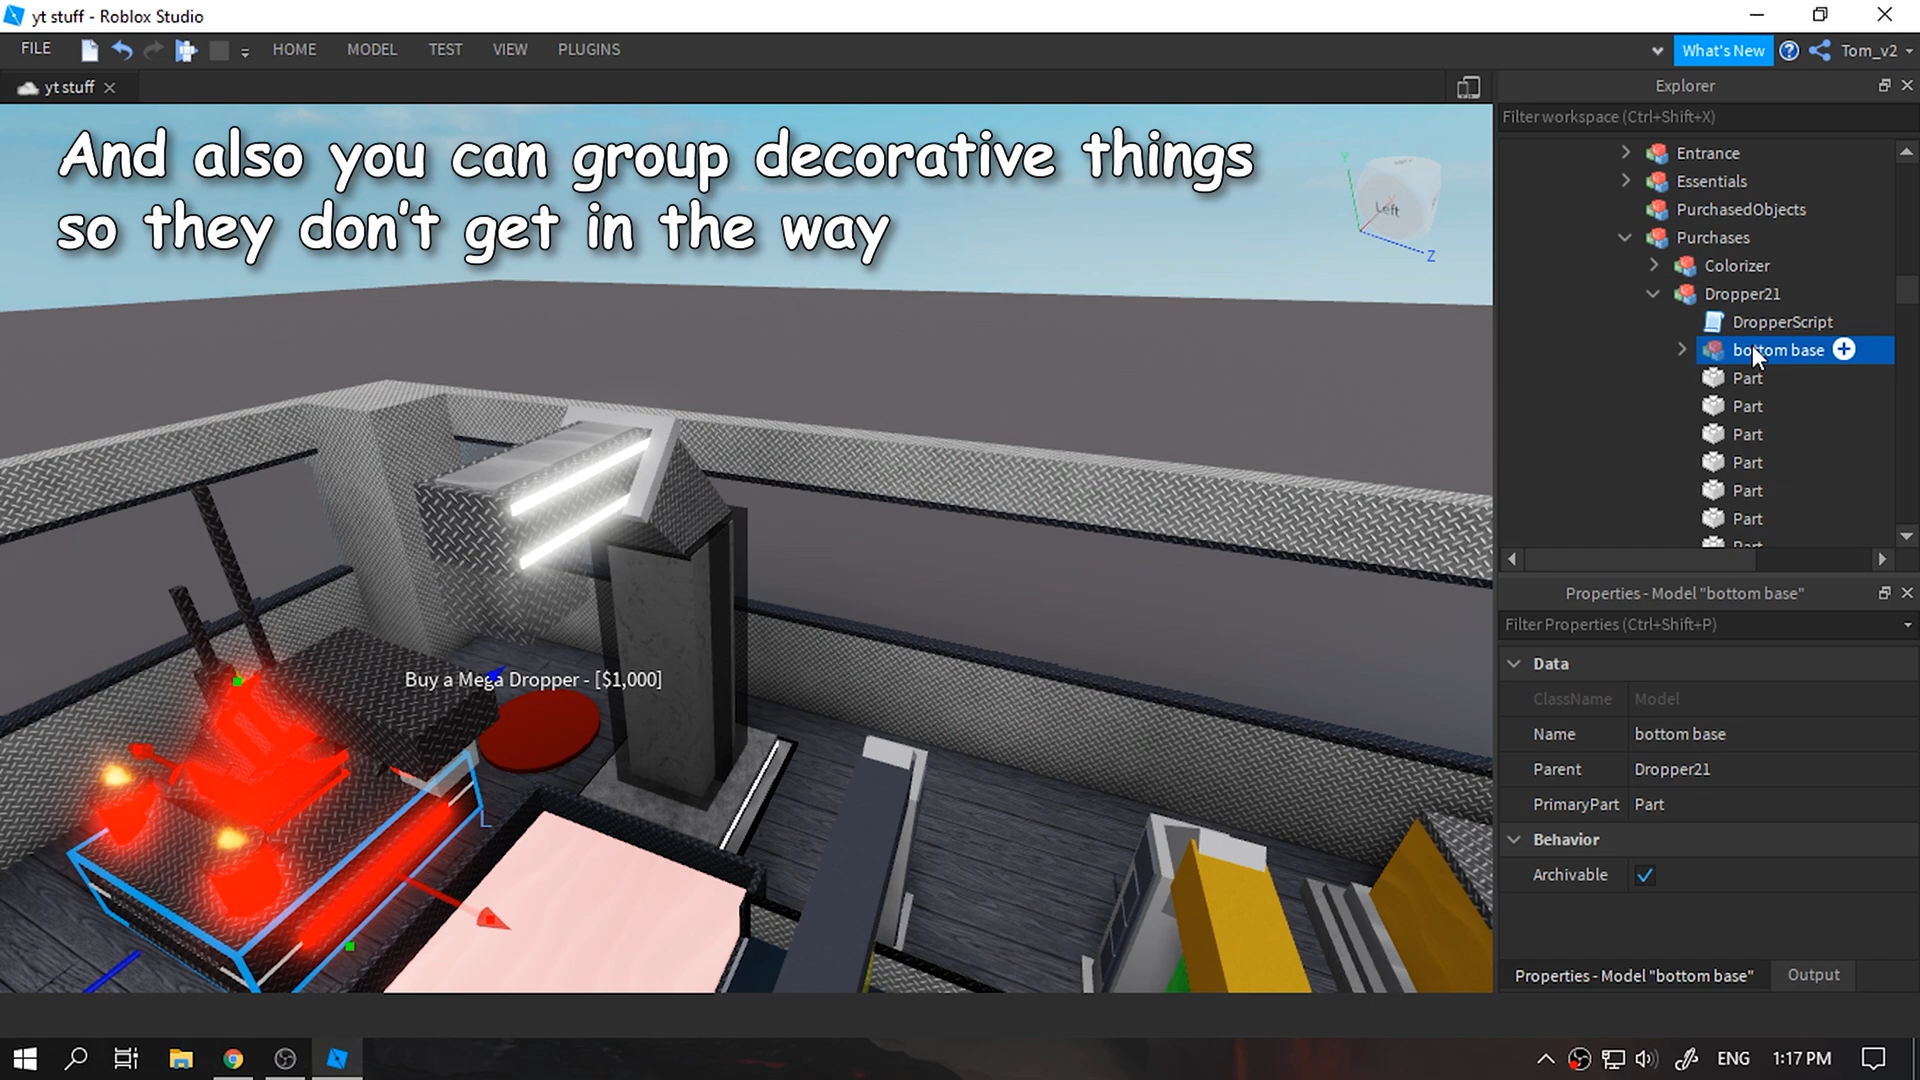 yt stuff - Roblox Studio
FILE
HOME
MODEL
TEST
VIEW
PLUGINS
What's New
Tom_v2
yt stuff
And also you can group decorative things
so they don't get in the way
Left
Y
Z
Buy a Mega Dropper - [$1,000]
L
Explorer
Filter workspace (Ctrl+Shift+X)
Entrance
Essentials
PurchasedObjects
Purchases
Colorizer
Dropper21
DropperScript
bottom base
Part
Part
Part
Part
Part
Part
Part
Properties - Model "bottom base"
Filter Properties (Ctrl+Shift+P)
Data
ClassName Model
Name bottom base
Parent Dropper21
PrimaryPart Part
Behavior
Archivable
Properties - Model "bottom base"
Output
ENG
1:17 PM